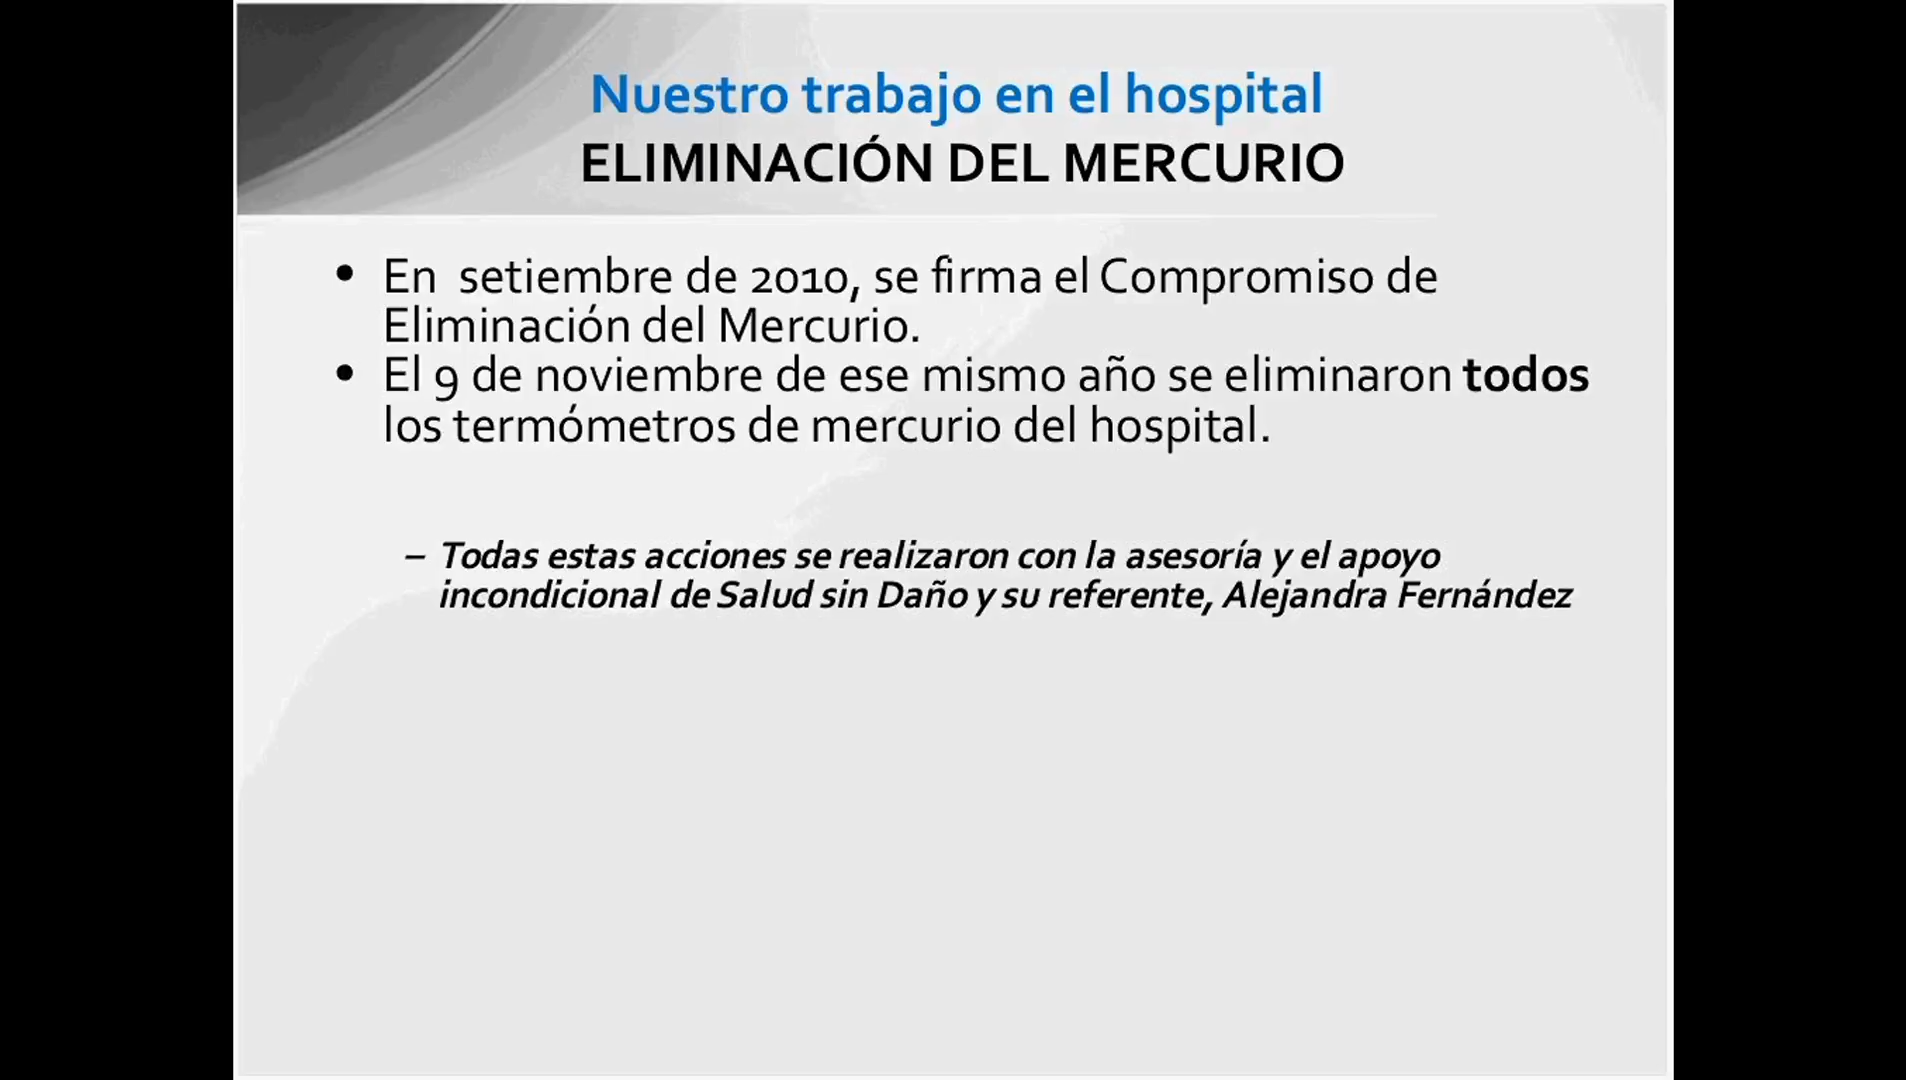 Nuestro trabajo en el hospital
ELIMINACIÓN DEL MERCURIO
• En setiembre de 2010, se firma el Compromiso de
Eliminación del Mercurio.
• El 9 de noviembre de ese mismo año se eliminaron todos
los termómetros de mercurio del hospital.
– Todas estas acciones se realizaron con la asesoría y el apoyo
incondicional de Salud sin Daño y su referente, Alejandra Fernández